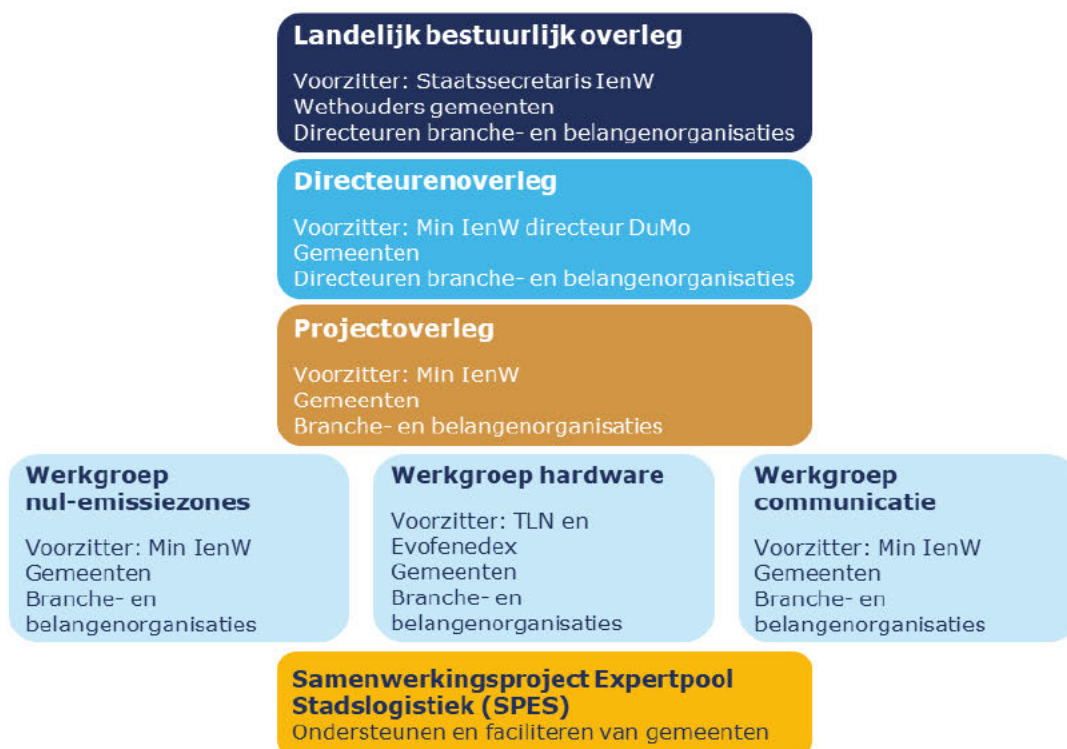 Landelijk bestuurlijk overleg
Voorzitter: Staatssecretaris IenW
Wethouders gemeenten
Directeuren branche- en belangenorganisaties
Directeurenoverleg
Voorzitter: Min IenW directeur DuMo
Gemeenten
Directeuren branche- en belangenorganisaties
Projectoverleg
Voorzitter: Min IenW
Gemeenten
Branche- en belangenorganisaties
Werkgroep
nul-emissiezones
Voorzitter: Min IenW
Gemeenten
Branche- en
belangenorganisaties
Werkgroep hardware
Voorzitter: TLN en
Evofenedex
Gemeenten
Branche- en
belangenorganisaties
Werkgroep
communicatie
Voorzitter: Min IenW
Gemeenten
Branche- en
belangenorganisaties
Samenwerkingsproject Expertpool
Stadslogistiek (SPES)
Ondersteunen en faciliteren van gemeenten